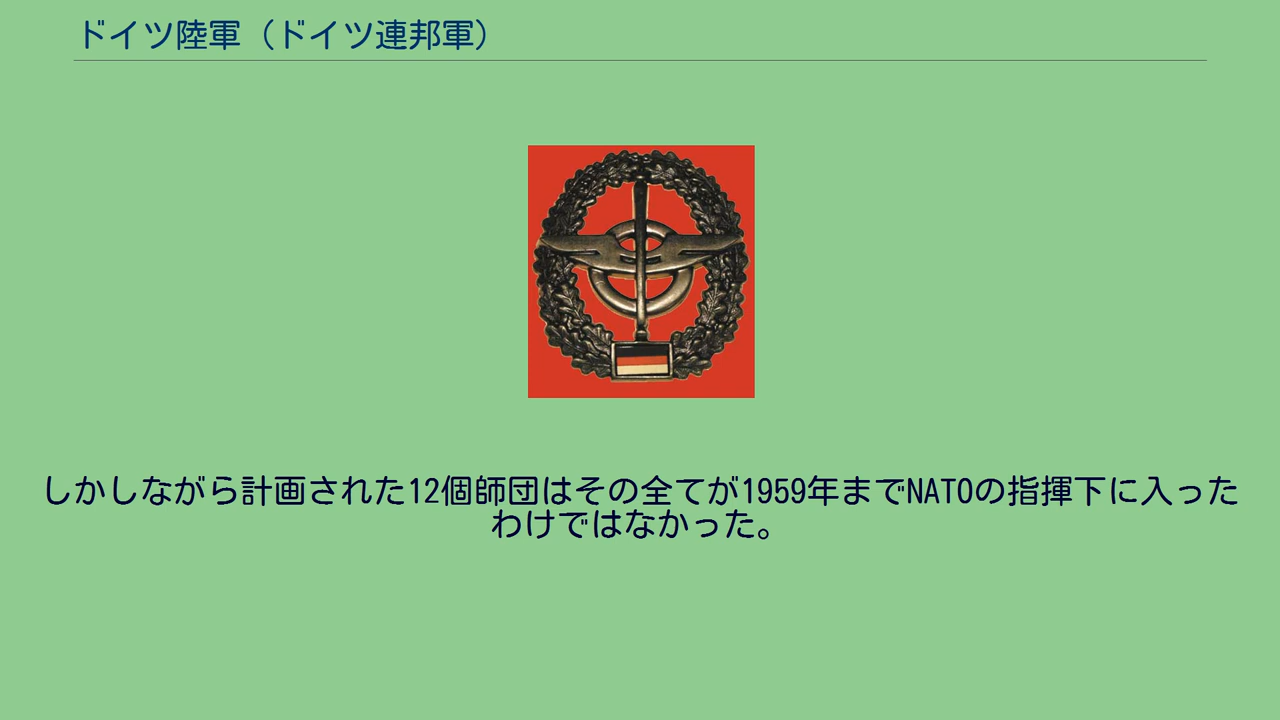 ドイツ陸軍（ドイツ連邦軍）
しかしながら計画された12個師団はその全てが1959年までNATOの指揮下に入った
わけではなかった。